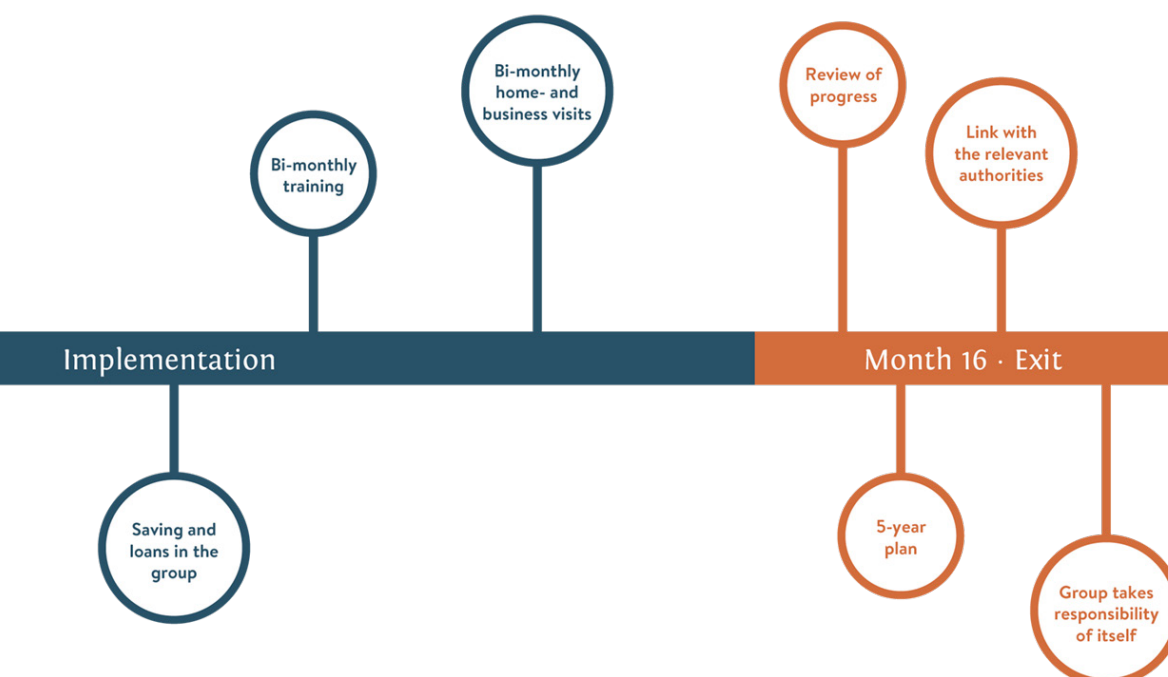 Bi-monthly
training
Bi-monthly
home- and
business visits
Review of
progress
Link with
the relevant
authorities
Implementation
Month 16 · Exit
Saving and
loans in the
group
5-year
plan
Group takes
responsibility
of itself